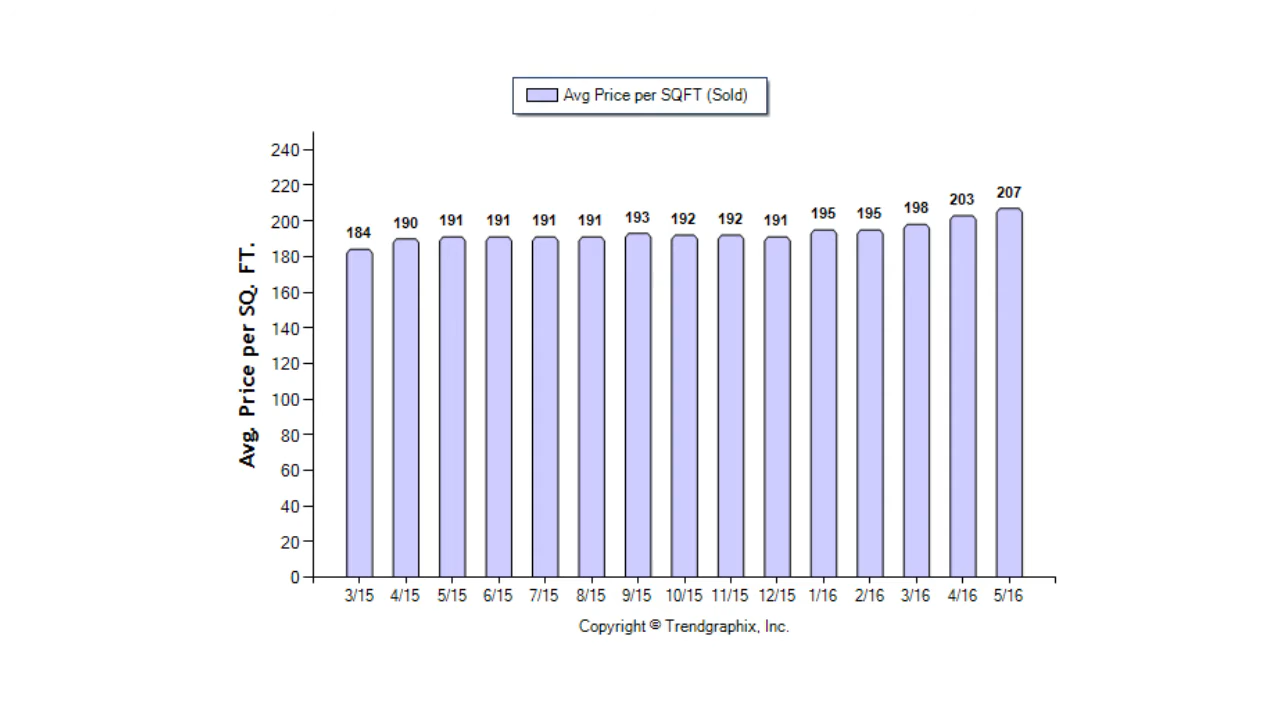 Avg Price per SQFT (Sold)
Avg. Price per SQ. FT.
240
220
200
180
160
140
120
100
80
60
40
20
0
184 190 191 191 191 191 193 192 192 191 195 195 198 203 207
3/15 4/15 5/15 6/15 7/15 8/15 9/15 10/15 11/15 12/15 1/16 2/16 3/16 4/16 5/16
Copyright © Trendgraphix, Inc.